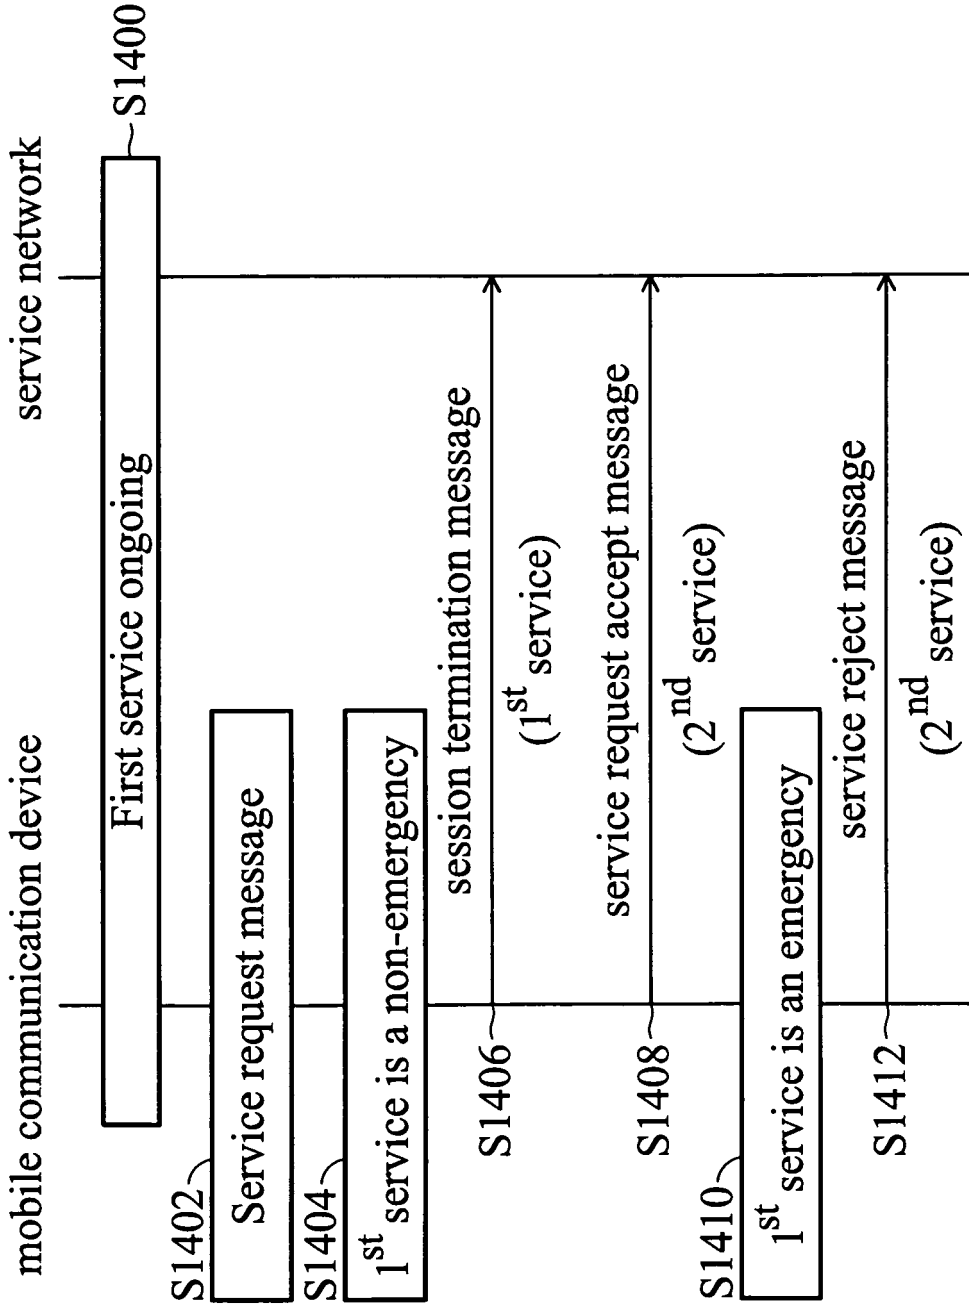 mobile communication device
service network
First service ongoing
S1400
S1402
Service request message
S1404
1st service is a non-emergency
session termination message
S1406
(1st service)
service request accept message
S1408
(2nd service)
S1410
1st service is an emergency
service reject message
S1412
(2nd service)